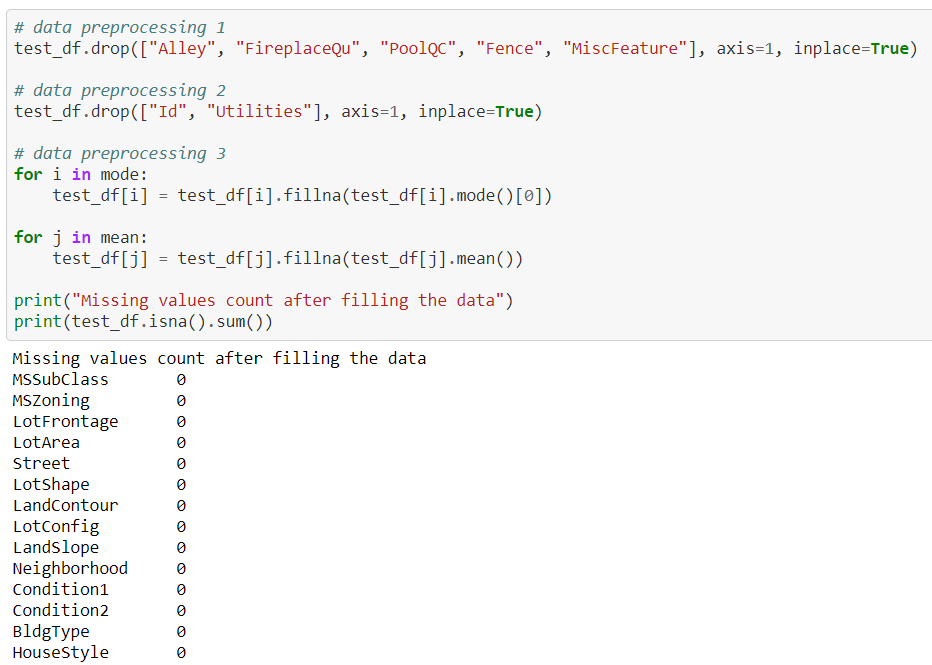 # data preprocessing 1
test_df.drop(["Alley", "FireplaceQu", "PoolQC", "Fence", "MiscFeature"], axis=1, inplace=True)

# data preprocessing 2
test_df.drop(["Id", "Utilities"], axis=1, inplace=True)

# data preprocessing 3
for i in mode:
    test_df[i] = test_df[i].fillna(test_df[i].mode()[0])

for j in mean:
    test_df[j] = test_df[j].fillna(test_df[j].mean())

print("Missing values count after filling the data")
print(test_df.isna().sum())
Missing values count after filling the data
MSSubClass       0
MSZoning         0
LotFrontage      0
LotArea          0
Street           0
LotShape         0
LandContour      0
LotConfig        0
LandSlope        0
Neighborhood     0
Condition1       0
Condition2       0
BldgType         0
HouseStyle       0